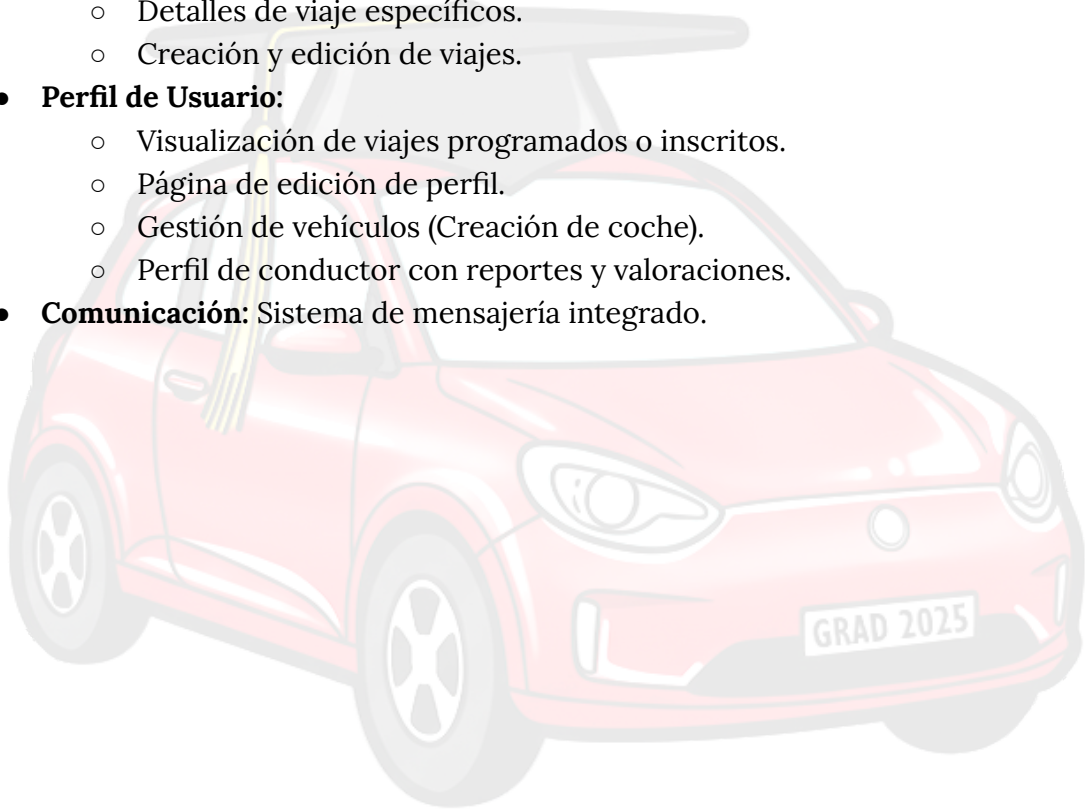 ○ Detalles de viaje específicos.
○ Creación y edición de viajes.
● Perfil de Usuario:
○ Visualización de viajes programados o inscritos.
○ Página de edición de perfil.
○ Gestión de vehículos (Creación de coche).
○ Perfil de conductor con reportes y valoraciones.
● Comunicación: Sistema de mensajería integrado.
GRAD 2025